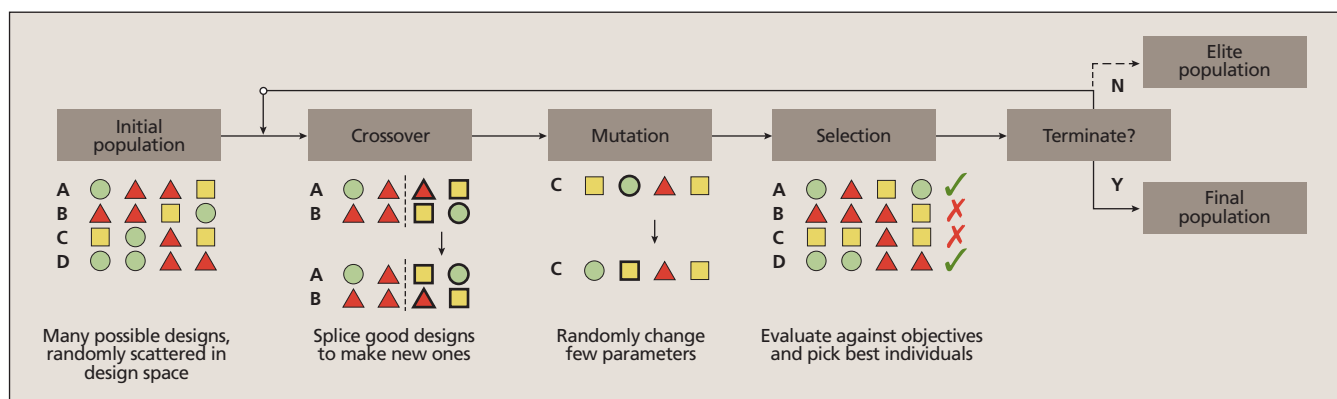 Elite
population
N
Initial
population
Crossover
Mutation
Selection
Terminate?
A
B
C
D
A
B
A
B
C
C
A
B
C
D
Y
Final
population
Many possible designs,
randomly scattered in
design space
Splice good designs
to make new ones
Randomly change
few parameters
Evaluate against objectives
and pick best individuals